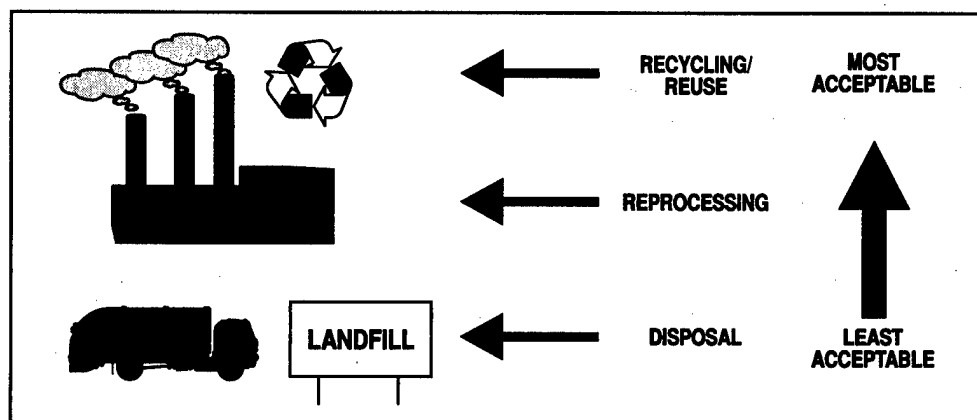 RECYCLING/
REUSE
MOST
ACCEPTABLE
REPROCESSING
LANDFILL
DISPOSAL
LEAST
ACCEPTABLE